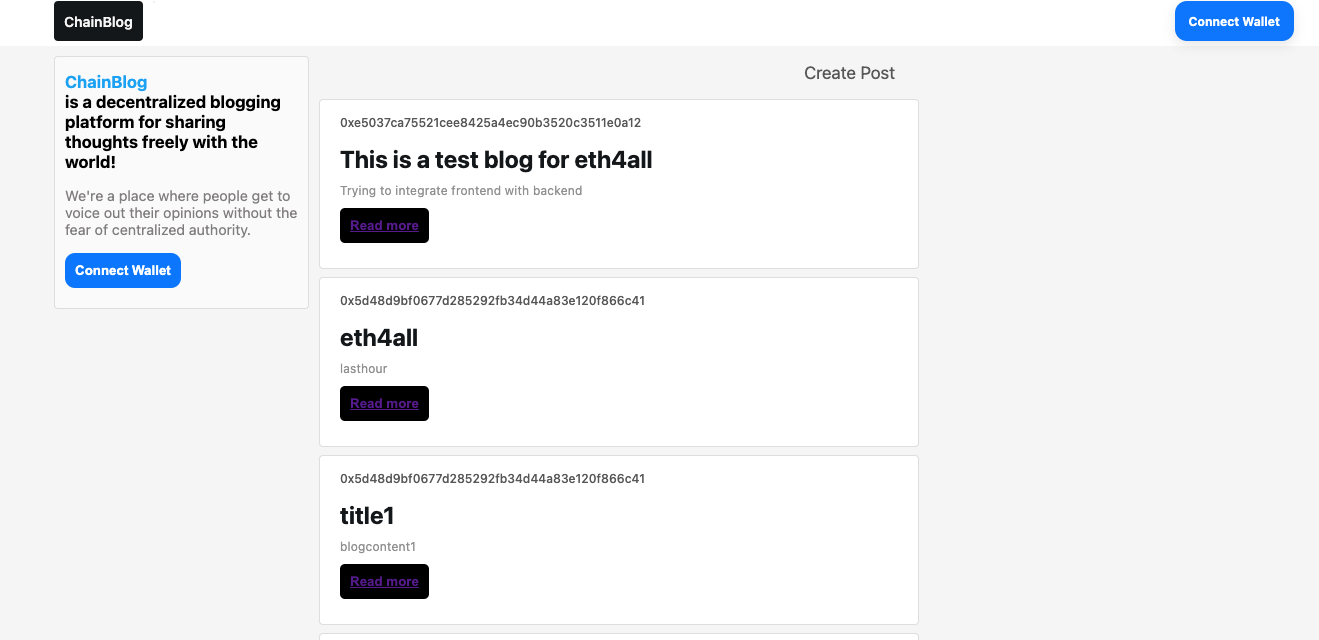 ChainBlog
Connect Wallet
ChainBlog
is a decentralized blogging
platform for sharing
thoughts freely with the
world!
We're a place where people get to
voice out their opinions without the
fear of centralized authority.
Connect Wallet
Create Post
0xe5037ca75521cee8425a4ec90b3520c3511e0a12
This is a test blog for eth4all
Trying to integrate frontend with backend
Read more
0x5d48d9bf0677d285292fb34d44a83e120f866c41
eth4all
lasthour
Read more
0x5d48d9bf0677d285292fb34d44a83e120f866c41
title1
blogcontent1
Read more